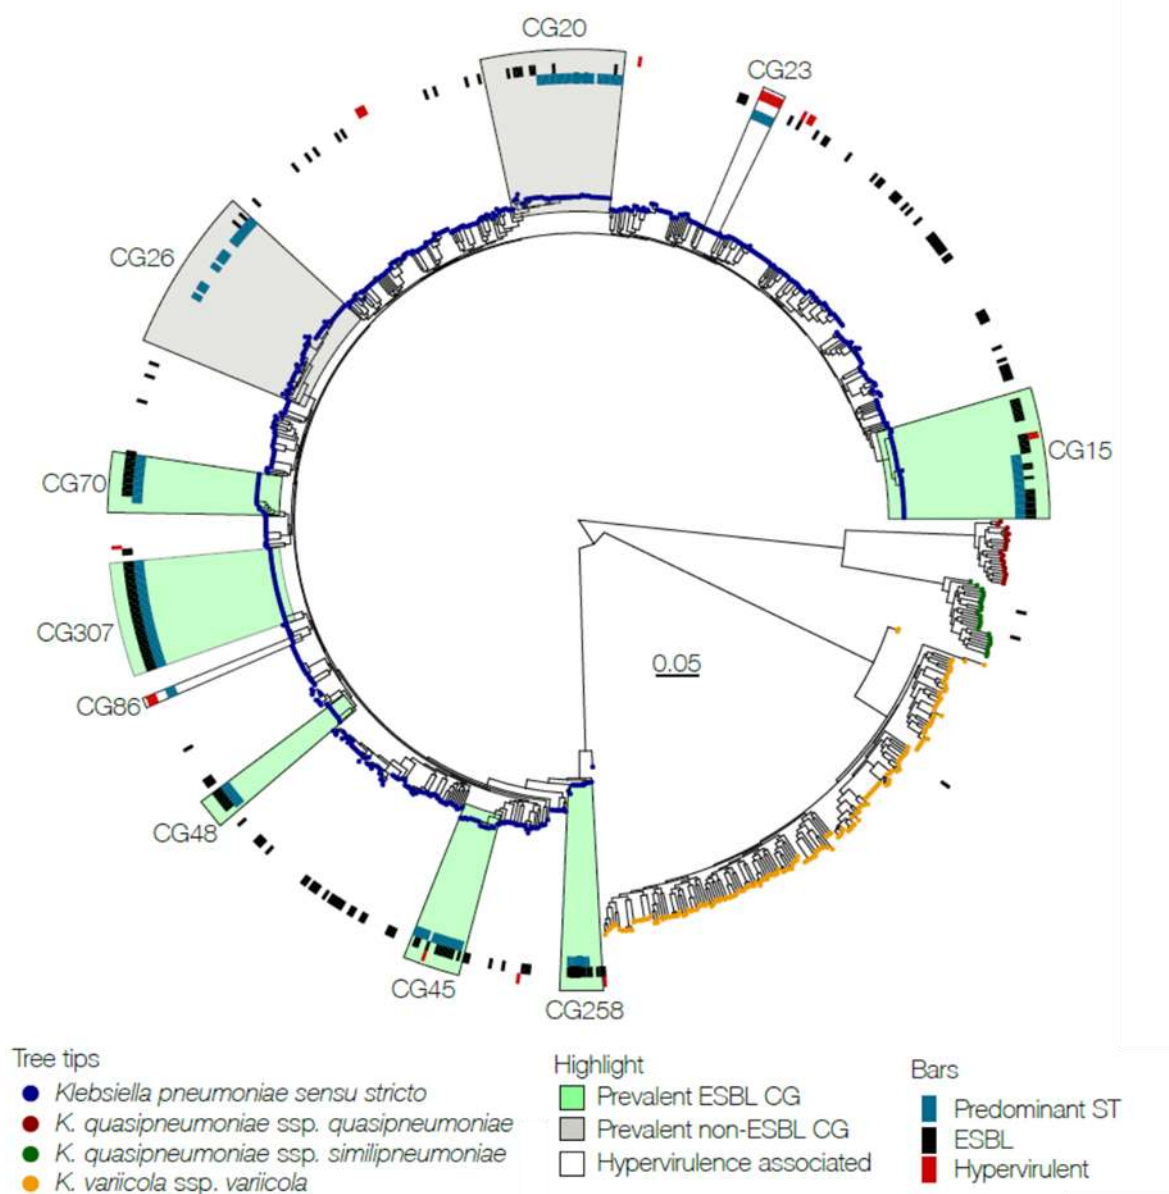 CG20
CG23
CG26
CG15
CG70
CG307
0.05
CG86
CG48
CG45
CG258
Tree tips
Klebsiella pneumoniae sensu stricto
K. quasipneumoniae ssp. quasipneumoniae
K. quasipneumoniae ssp. similipneumoniae
K. variicola ssp. variicola
Highlight
Prevalent ESBL CG
Prevalent non-ESBL CG
Hypervirulence associated
Bars
Predominant ST
ESBL
Hypervirulent